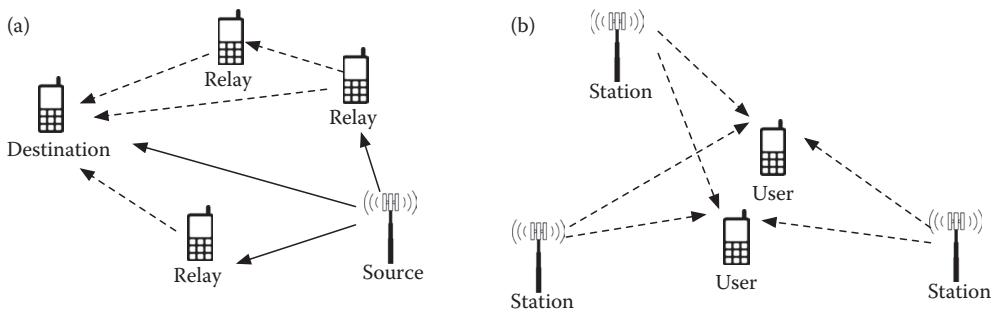 (a)
Relay
Relay
Destination
Relay
Source
(b)
Station
User
User
Station
Station